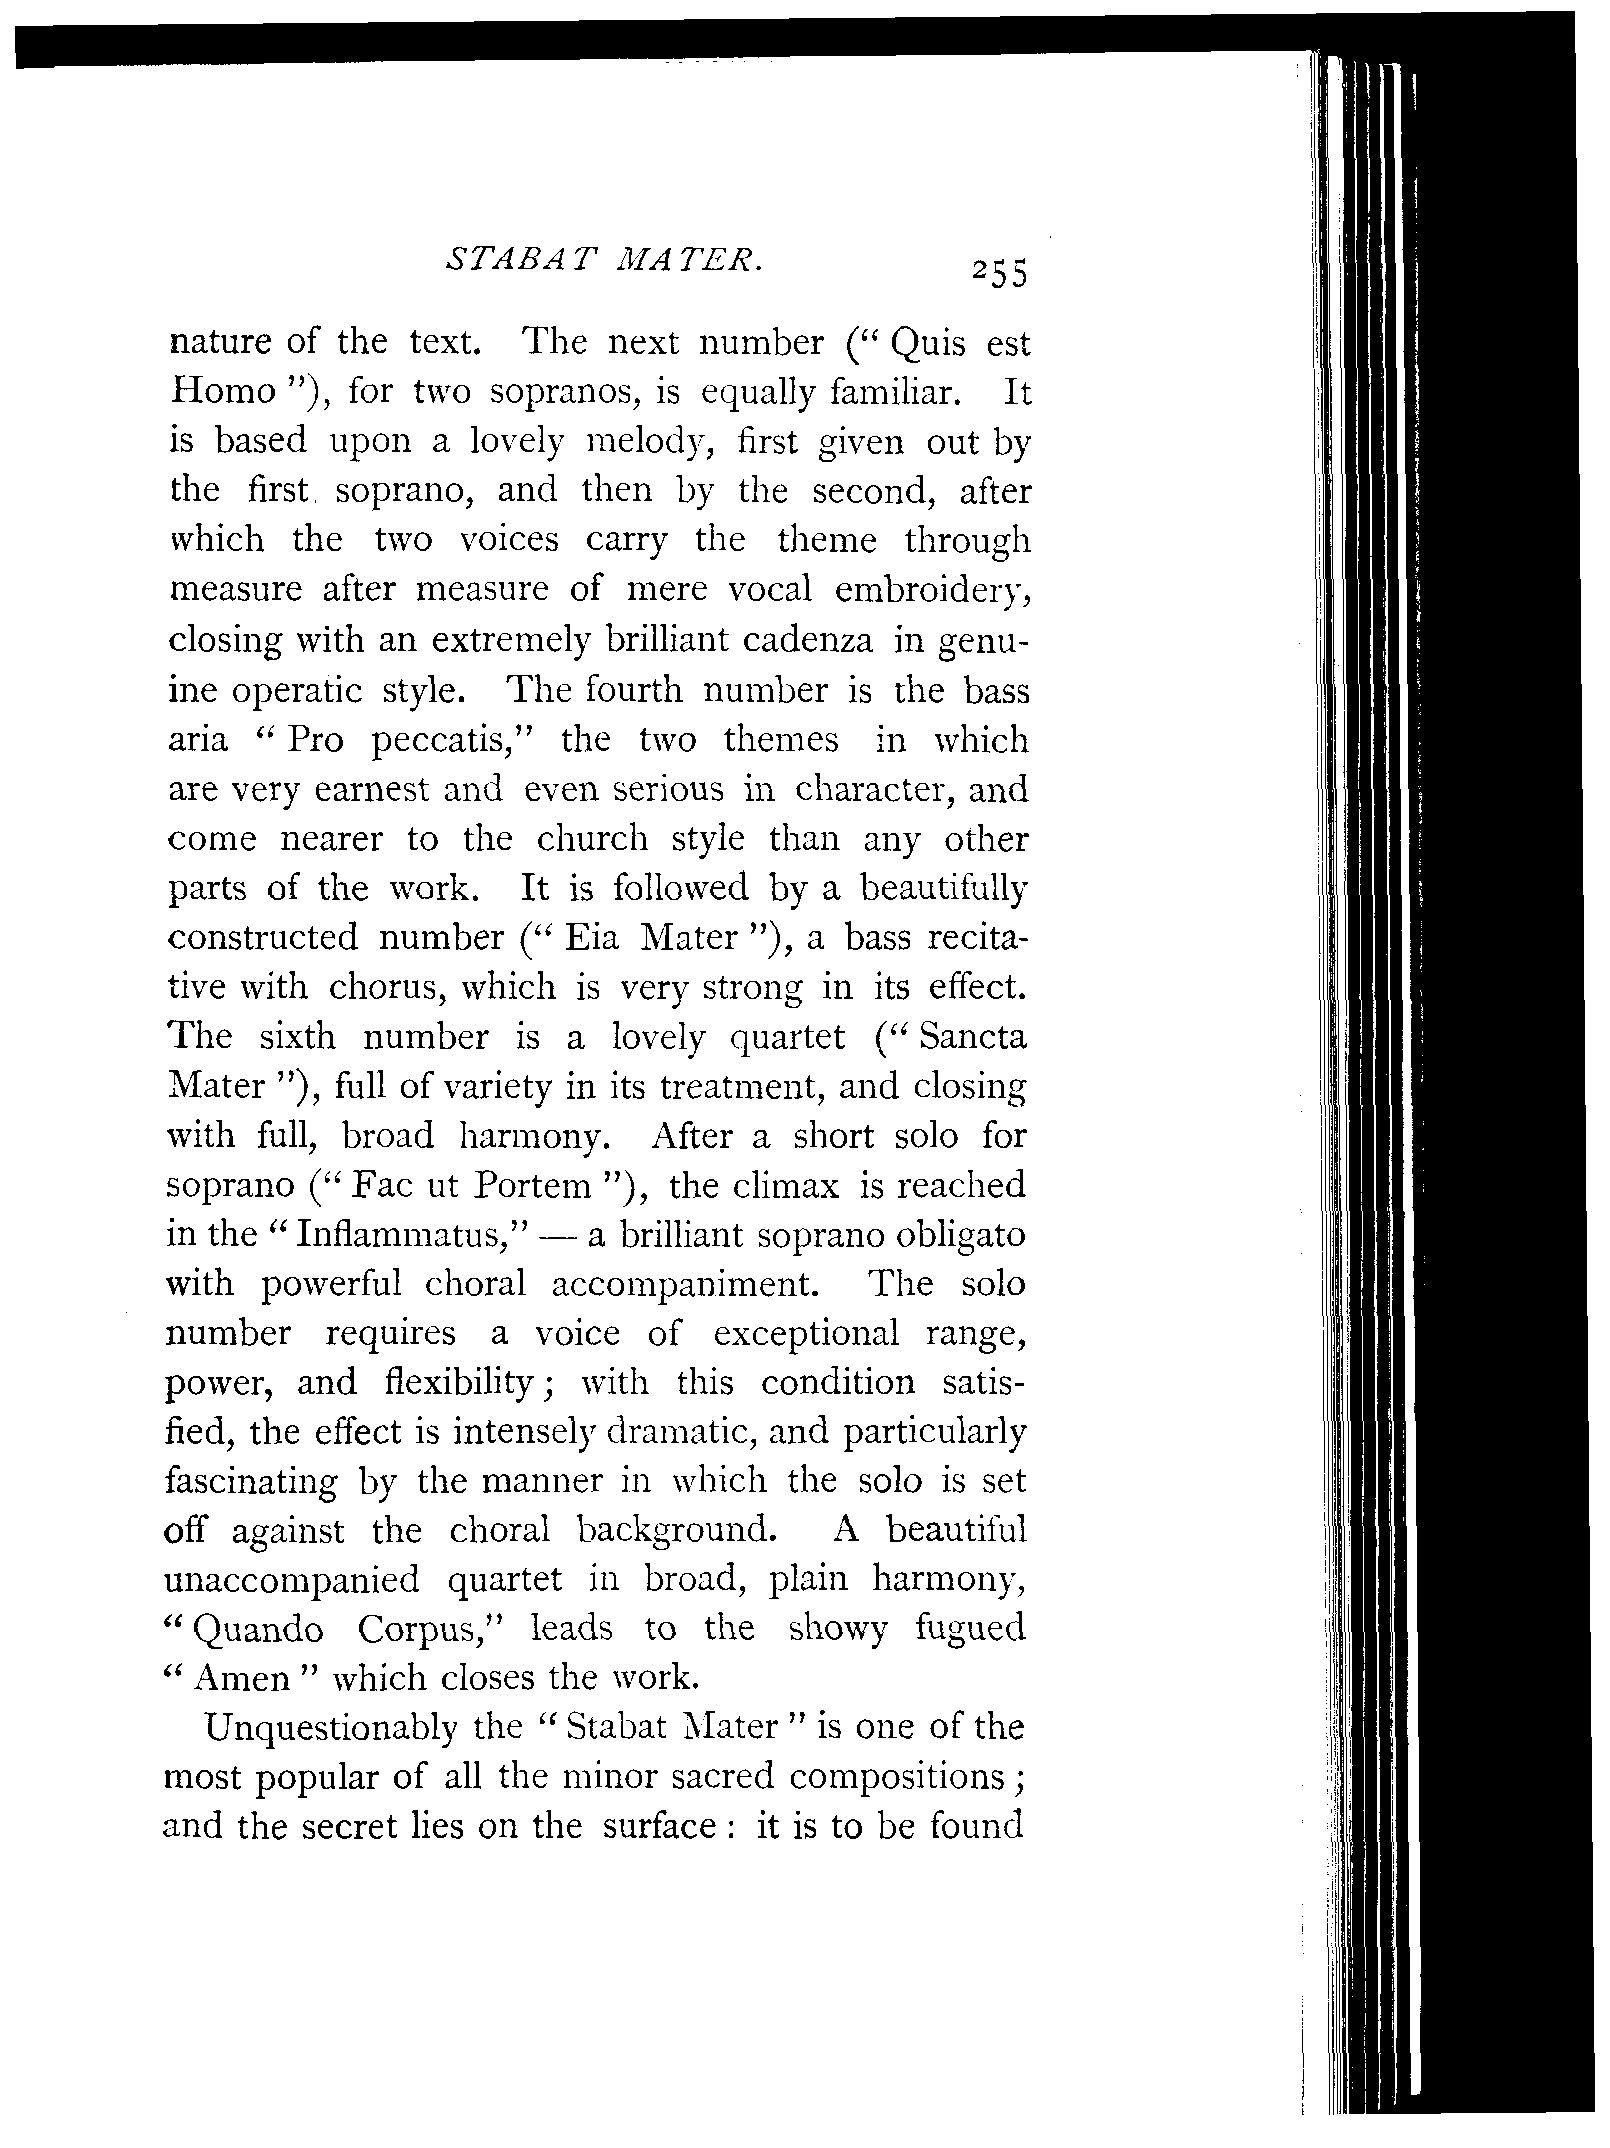 STABAT MATER. 255
nature of the text. The next number (“ Quis est
Homo ”), for two sopranos, is equally familiar. It
is based upon a lovely melody, first given out by
the first soprano, and then by the second, after
which the two voices carry the theme through
measure after measure of mere vocal embroidery,
closing with an extremely brilliant cadenza in genu-
ine operatic style. The fourth number is the bass
aria “ Pro peccatis,” the two themes in which
are very earnest and even serious in character, and
come nearer to the church style than any other
parts of the work. It is followed by a beautifully
constructed number (“ Eia Mater ”), a bass recita-
tive with chorus, which is very strong in its effect.
The sixth number is a lovely quartet (“ Sancta
Mater ”), full of variety in its treatment, and closing
with full, broad harmony. After a short solo for
soprano (“ Fac ut Portem ”), the climax is reached
in the “ Inflammatus,” — a brilliant soprano obligato
with powerful choral accompaniment. The solo
number requires a voice of exceptional range,
power, and flexibility ; with this condition satis-
fied, the effect is intensely dramatic, and particularly
fascinating by the manner in which the solo is set
off against the choral background. A beautiful
unaccompanied quartet in broad, plain harmony,
“ Quando Corpus,” leads to the showy fugued
“ Amen ” which closes the work.
Unquestionably the “ Stabat Mater ” is one of the
most popular of all the minor sacred compositions ;
and the secret lies on the surface : it is to be found